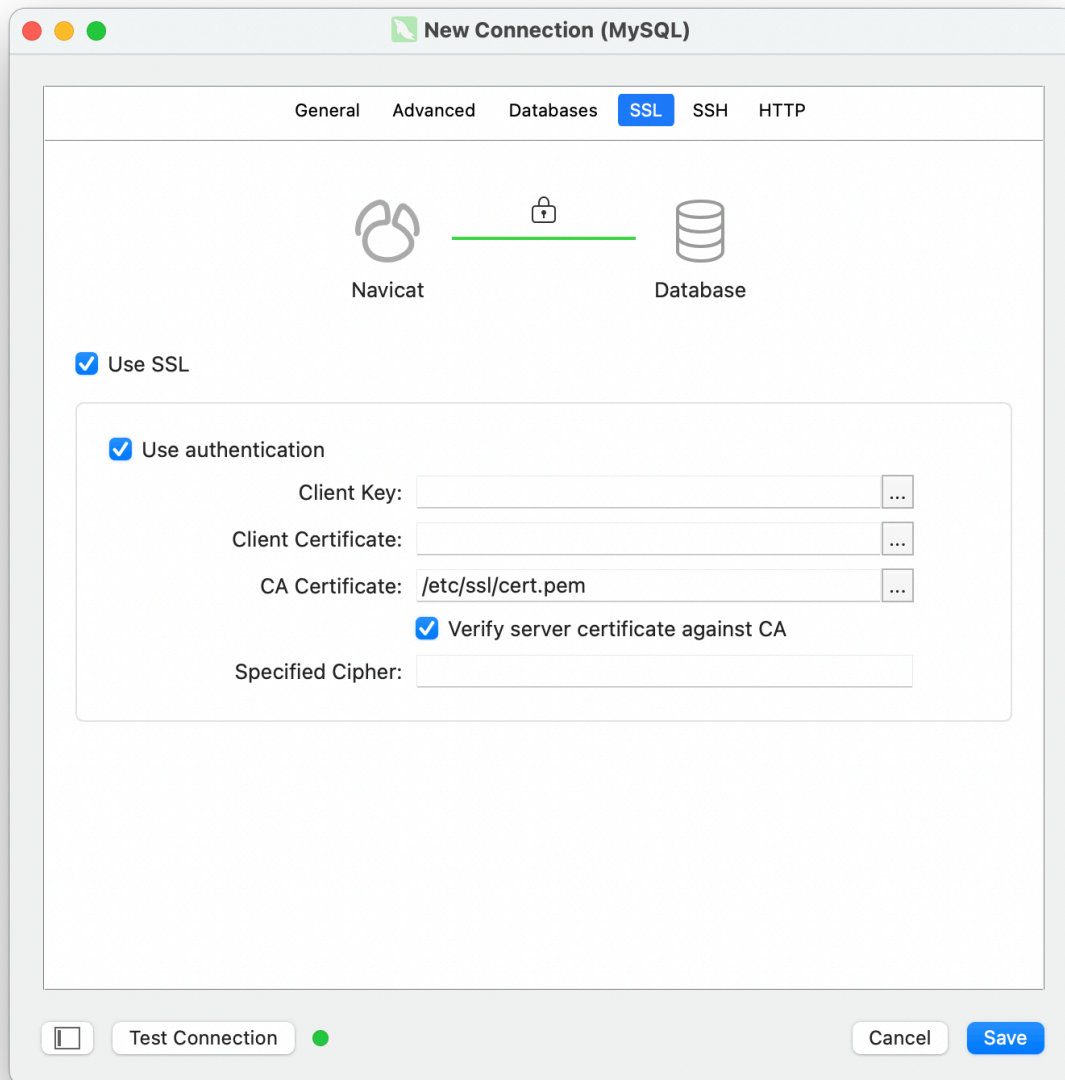 New Connection (MySQL)
General Advanced Databases SSL SSH HTTP
Navicat Database
Use SSL
Use authentication
Client Key: ...
Client Certificate: ...
CA Certificate: /etc/ssl/cert.pem ...
Verify server certificate against CA
Specified Cipher:
Test Connection Cancel Save